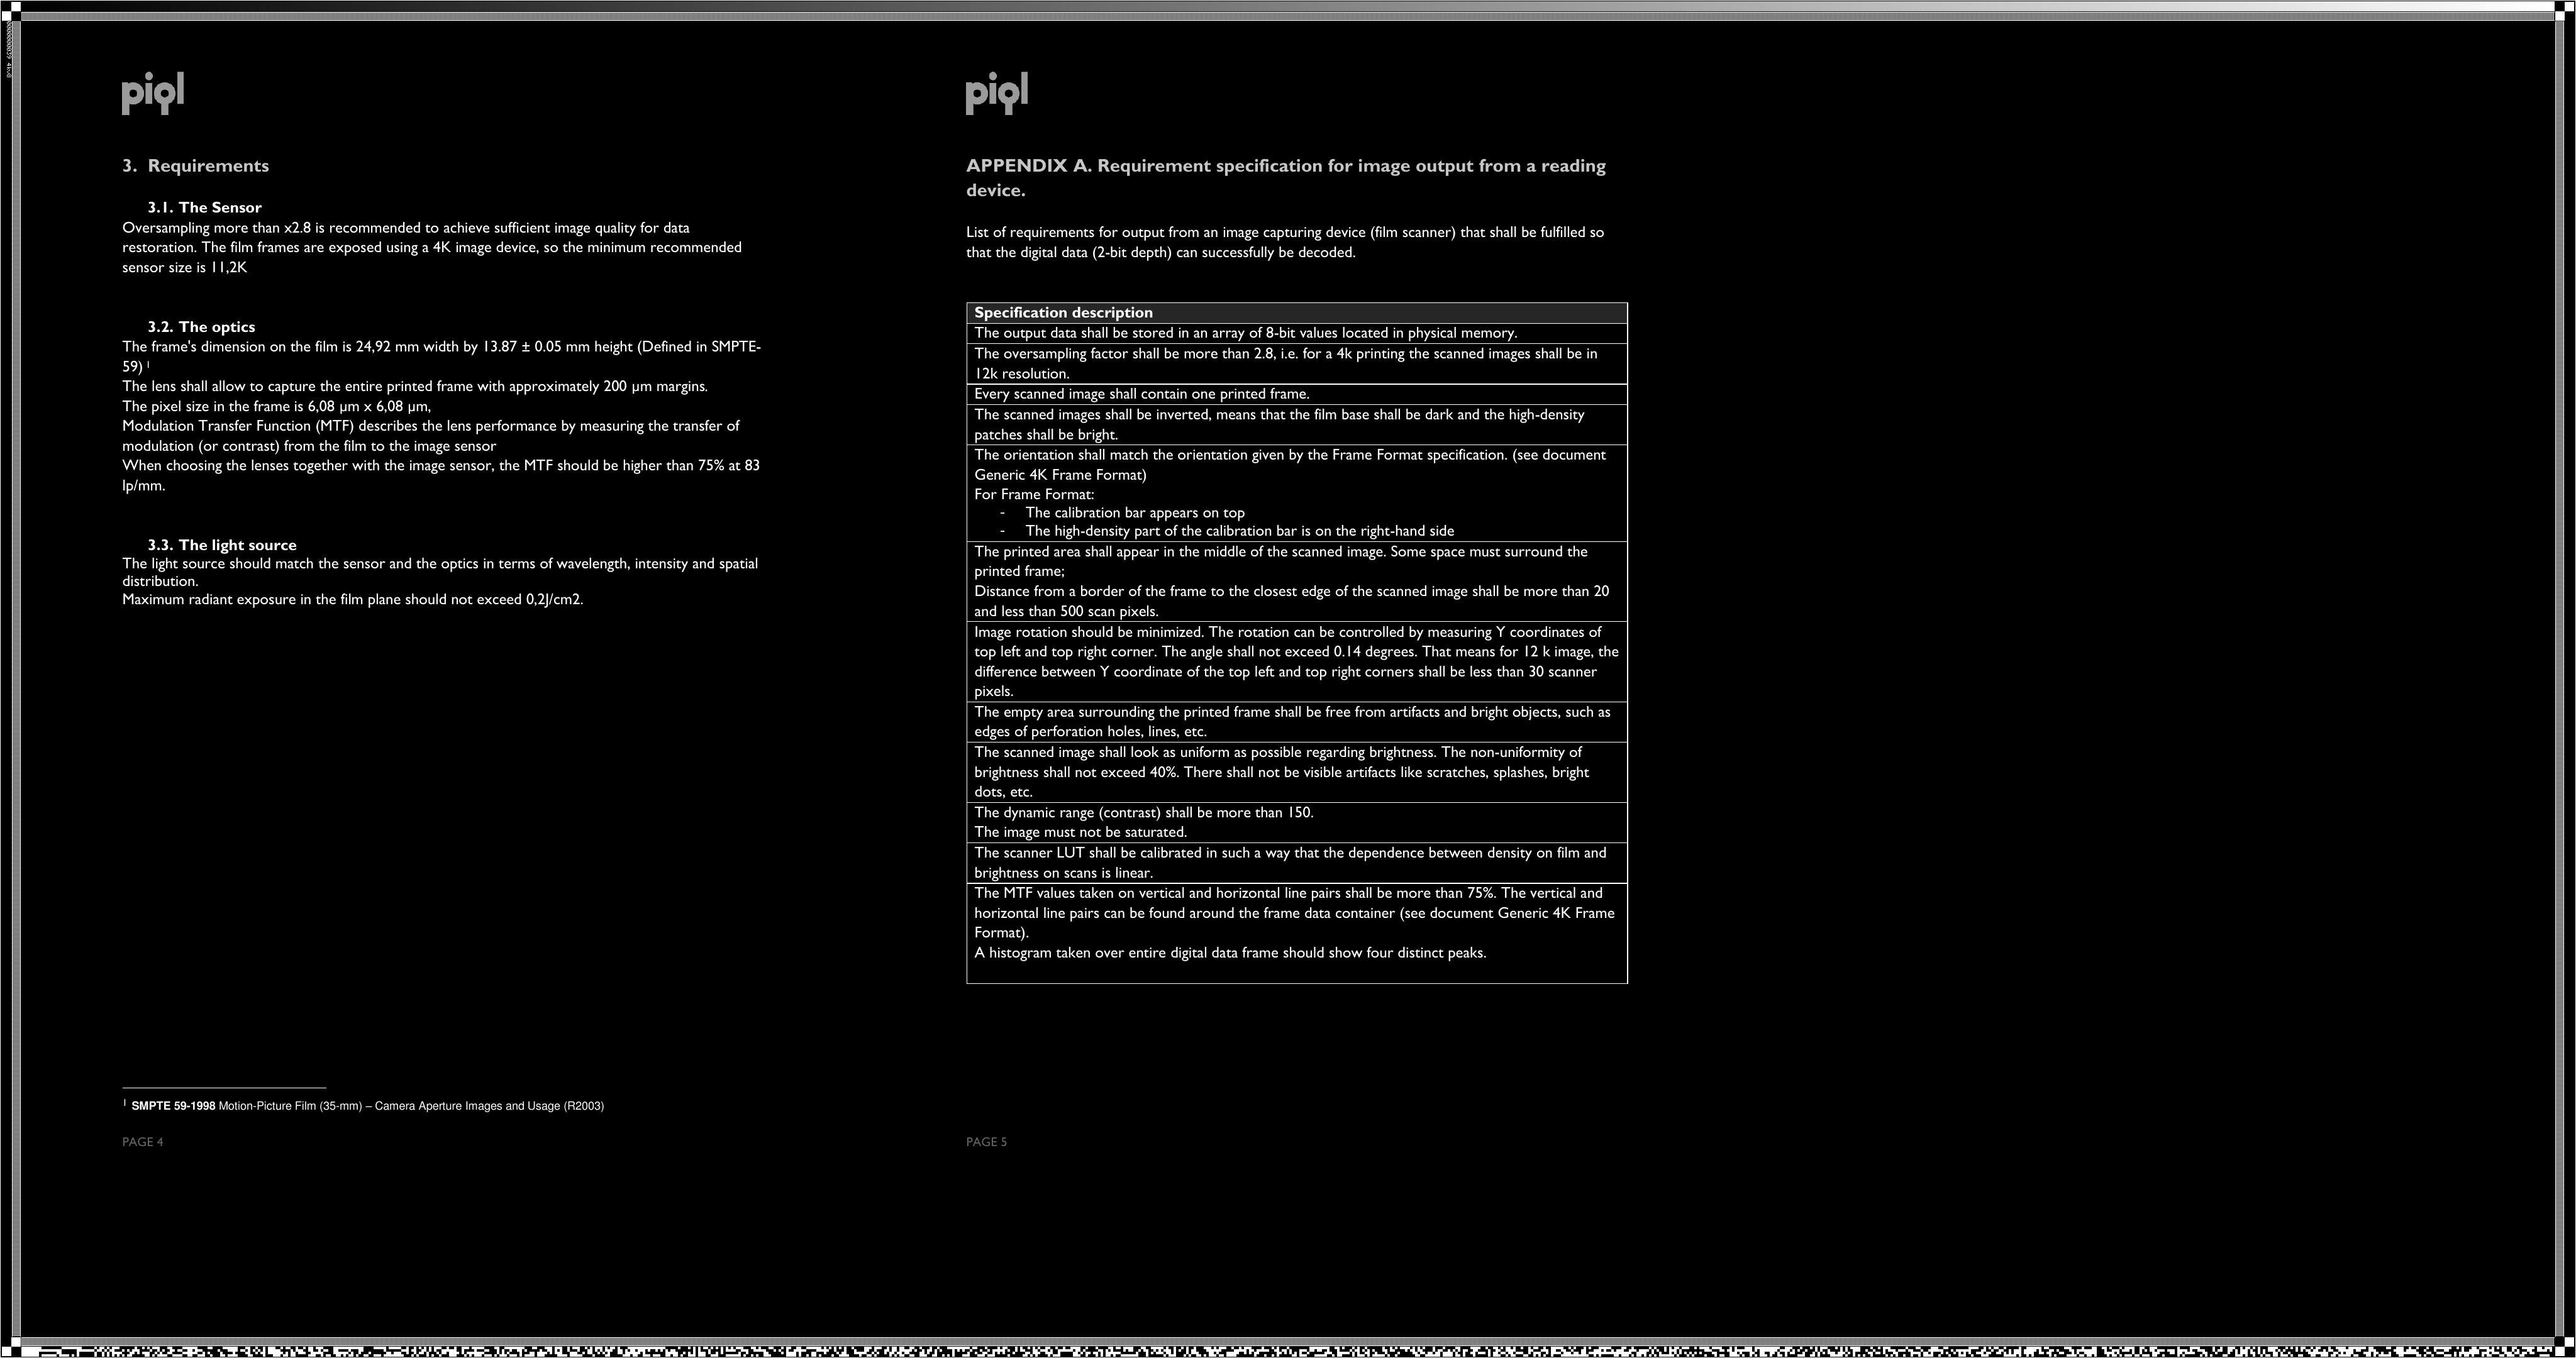 piql
3. Requirements
3.1. The Sensor
Oversampling more than x2.8 is recommended to achieve sufficient image quality for data
restoration. The film frames are exposed using a 4K image device, so the minimum recommended
sensor size is 11,2K
3.2. The optics
The frame's dimension on the film is 24,92 mm width by 13.87 ± 0.05 mm height (Defined in SMPTE-
59) 1
The lens shall allow to capture the entire printed frame with approximately 200 µm margins.
The pixel size in the frame is 6,08 µm x 6,08 µm,
Modulation Transfer Function (MTF) describes the lens performance by measuring the transfer of
modulation (or contrast) from the film to the image sensor
When choosing the lenses together with the image sensor, the MTF should be higher than 75% at 83
lp/mm.
3.3. The light source
The light source should match the sensor and the optics in terms of wavelength, intensity and spatial
distribution.
Maximum radiant exposure in the film plane should not exceed 0,2J/cm2.
1 SMPTE 59-1998 Motion-Picture Film (35-mm) – Camera Aperture Images and Usage (R2003)
PAGE 4
piql
APPENDIX A. Requirement specification for image output from a reading
device.
List of requirements for output from an image capturing device (film scanner) that shall be fulfilled so
that the digital data (2-bit depth) can successfully be decoded.
Specification description
The output data shall be stored in an array of 8-bit values located in physical memory.
The oversampling factor shall be more than 2.8, i.e. for a 4k printing the scanned images shall be in
12k resolution.
Every scanned image shall contain one printed frame.
The scanned images shall be inverted, means that the film base shall be dark and the high-density
patches shall be bright.
The orientation shall match the orientation given by the Frame Format specification. (see document
Generic 4K Frame Format)
For Frame Format:
- The calibration bar appears on top
- The high-density part of the calibration bar is on the right-hand side
The printed area shall appear in the middle of the scanned image. Some space must surround the
printed frame;
Distance from a border of the frame to the closest edge of the scanned image shall be more than 20
and less than 500 scan pixels.
Image rotation should be minimized. The rotation can be controlled by measuring Y coordinates of
top left and top right corner. The angle shall not exceed 0.14 degrees. That means for 12 k image, the
difference between Y coordinate of the top left and top right corners shall be less than 30 scanner
pixels.
The empty area surrounding the printed frame shall be free from artifacts and bright objects, such as
edges of perforation holes, lines, etc.
The scanned image shall look as uniform as possible regarding brightness. The non-uniformity of
brightness shall not exceed 40%. There shall not be visible artifacts like scratches, splashes, bright
dots, etc.
The dynamic range (contrast) shall be more than 150.
The image must not be saturated.
The scanner LUT shall be calibrated in such a way that the dependence between density on film and
brightness on scans is linear.
The MTF values taken on vertical and horizontal line pairs shall be more than 75%. The vertical and
horizontal line pairs can be found around the frame data container (see document Generic 4K Frame
Format).
A histogram taken over entire digital data frame should show four distinct peaks.
PAGE 5